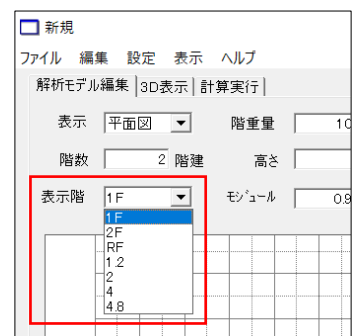 新規
ファイル 編集 設定 表示 ヘルプ
解析モデル編集 3D表示 計算実行
表示 平面図 階重量 10
階数 2 階建 高さ
表示階 1F モジュール 0.9
1F
2F
RF
1.2
2
4
4.8